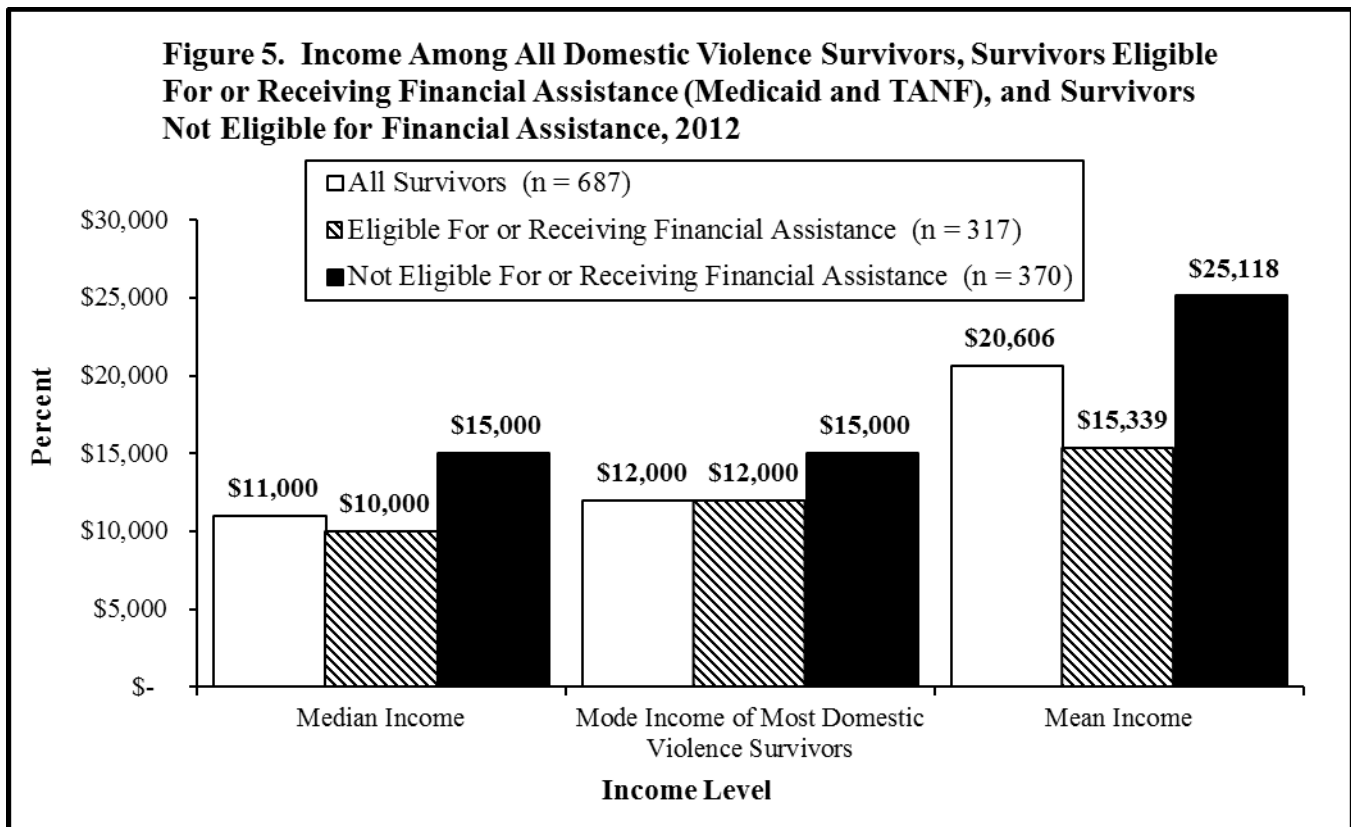 Figure 5.  Income Among All Domestic Violence Survivors, Survivors Eligible
For or Receiving Financial Assistance (Medicaid and TANF), and Survivors
Not Eligible for Financial Assistance, 2012
All Survivors  (n = 687)
Eligible For or Receiving Financial Assistance  (n = 317)
Not Eligible For or Receiving Financial Assistance  (n = 370)
Percent
$30,000
$25,000
$20,000
$15,000
$10,000
$5,000
$-
$11,000
$10,000
$15,000
$12,000
$12,000
$15,000
$20,606
$15,339
$25,118
Median Income
Mode Income of Most Domestic
Violence Survivors
Mean Income
Income Level